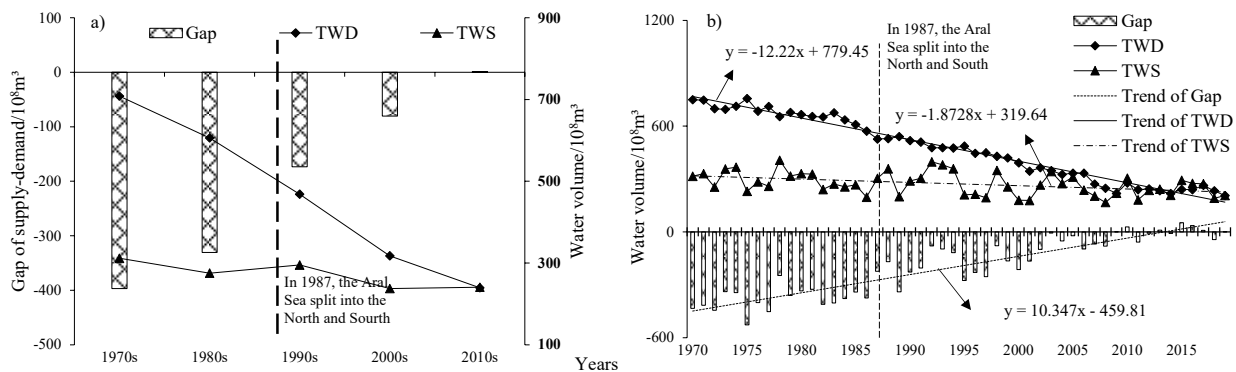 a)
Gap
TWD
TWS
100
0
-100
-200
-300
-400
-500
Gap of supply-demand/10⁸m³
900
700
500
300
100
Water volume/10⁸m³
In 1987, the Aral
Sea split into the
North and Sourth
1970s 1980s 1990s 2000s 2010s
Years
b)
1200
600
0
-600
Water volume/10⁸m³
In 1987, the Aral
Sea split into the
North and South
y = -12.22x + 779.45
y = -1.8728x + 319.64
y = 10.347x - 459.81
Gap
TWD
TWS
Trend of Gap
Trend of TWD
Trend of TWS
1970 1975 1980 1985 1990 1995 2000 2005 2010 2015